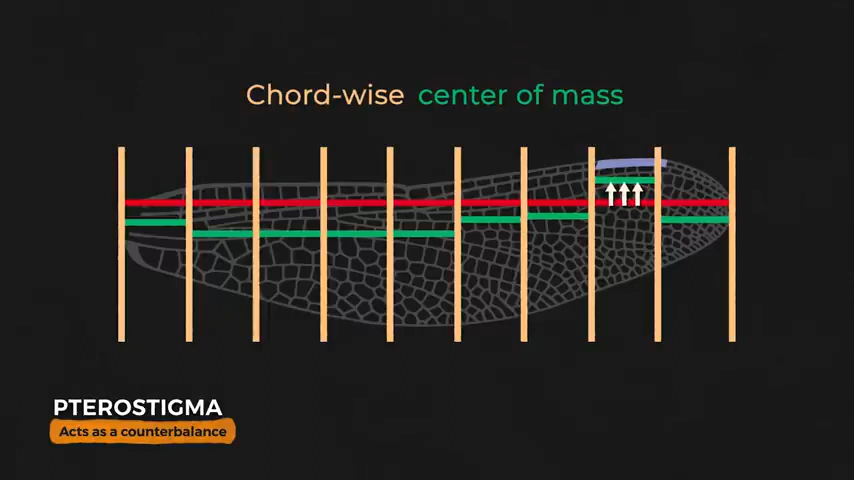 Chord-wise center of mass
PTEROSTIGMA
Acts as a counterbalance